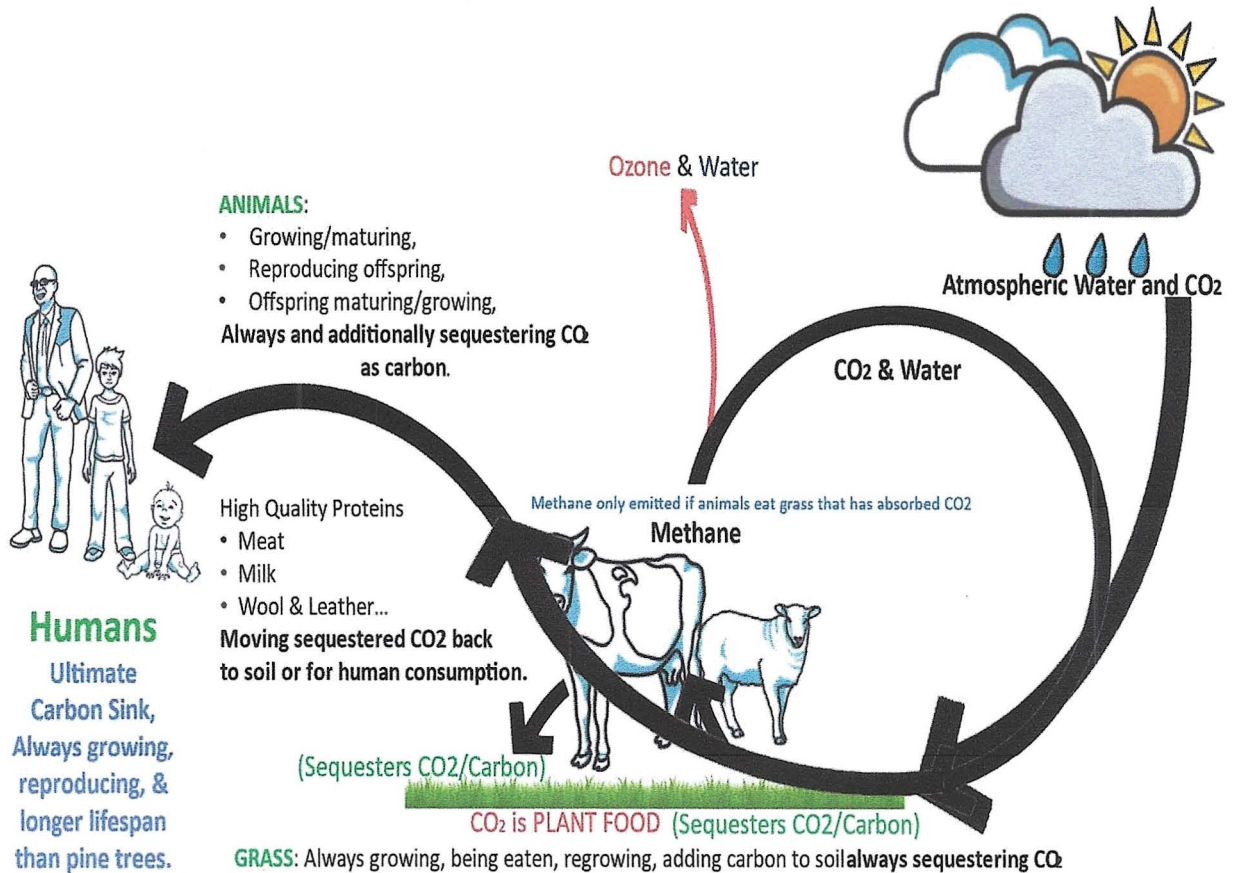 Ozone & Water
ANIMALS:
• Growing/maturing,
• Reproducing offspring,
• Offspring maturing/growing,
Always and additionally sequestering CO2
as carbon.
Atmospheric Water and CO2
CO2 & Water
Methane only emitted if animals eat grass that has absorbed CO2
Methane
High Quality Proteins
• Meat
• Milk
• Wool & Leather...
Moving sequestered CO2 back
to soil or for human consumption.
Humans
Ultimate
Carbon Sink,
Always growing,
reproducing, &
longer lifespan
than pine trees.
(Sequesters CO2/Carbon)
CO2 is PLANT FOOD (Sequesters CO2/Carbon)
GRASS: Always growing, being eaten, regrowing, adding carbon to soil always sequestering CO2